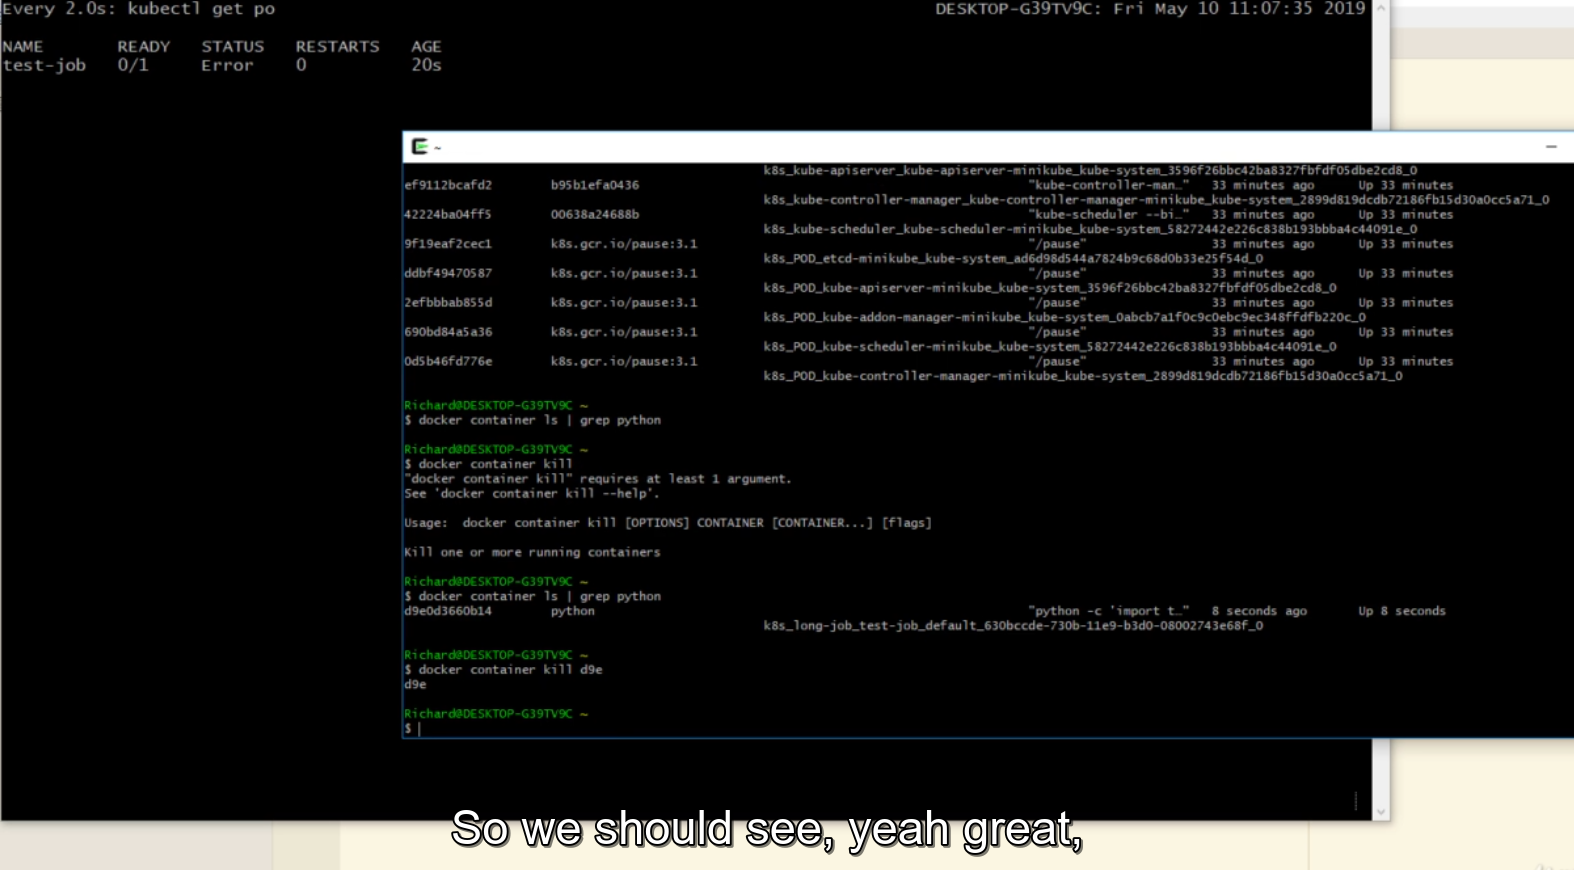 Every 2.0s: kubectl get po DESKTOP-G39TV9C: Fri May 10 11:07:35 2019
NAME READY STATUS RESTARTS AGE
test-job 0/1 Error 0 20s
~
k8s_kube-apiserver_kube-apiserver-minikube_kube-system_3596f26bbc42ba8327fbfdf05dbe2cd8_0
ef9112bcafd2 b95b1efa0436 "kube-controller-man…" 33 minutes ago Up 33 minutes
k8s_kube-controller-manager_kube-controller-manager-minikube_kube-system_2899d819dcdb72186fb15d30a0cc5a71_0
42224ba04ff5 00638a24688b "kube-scheduler --bi…" 33 minutes ago Up 33 minutes
k8s_kube-scheduler_kube-scheduler-minikube_kube-system_58272442e226c838b193bbba4c44091e_0
9f19eaf2cec1 k8s.gcr.io/pause:3.1 "/pause" 33 minutes ago Up 33 minutes
k8s_POD_etcd-minikube_kube-system_ad6d98d544a7824b9c68d0b33e25f54d_0
ddbf49470587 k8s.gcr.io/pause:3.1 "/pause" 33 minutes ago Up 33 minutes
k8s_POD_kube-apiserver-minikube_kube-system_3596f26bbc42ba8327fbfdf05dbe2cd8_0
2efbbbab855d k8s.gcr.io/pause:3.1 "/pause" 33 minutes ago Up 33 minutes
k8s_POD_kube-addon-manager-minikube_kube-system_0abcb7a1f0c9c0ebc9ec348ffdfb220c_0
690bd84a5a36 k8s.gcr.io/pause:3.1 "/pause" 33 minutes ago Up 33 minutes
k8s_POD_kube-scheduler-minikube_kube-system_58272442e226c838b193bbba4c44091e_0
0d5b46fd776e k8s.gcr.io/pause:3.1 "/pause" 33 minutes ago Up 33 minutes
k8s_POD_kube-controller-manager-minikube_kube-system_2899d819dcdb72186fb15d30a0cc5a71_0
Richard@DESKTOP-G39TV9C ~
$ docker container ls | grep python
Richard@DESKTOP-G39TV9C ~
$ docker container kill
"docker container kill" requires at least 1 argument.
See 'docker container kill --help'.
Usage: docker container kill [OPTIONS] CONTAINER [CONTAINER...] [flags]
Kill one or more running containers
Richard@DESKTOP-G39TV9C ~
$ docker container ls | grep python
d9e0d3660b14 python "python -c 'import t…" 8 seconds ago Up 8 seconds
k8s_long-job_test-job_default_630bccde-730b-11e9-b3d0-08002743e68f_0
Richard@DESKTOP-G39TV9C ~
$ docker container kill d9e
d9e
Richard@DESKTOP-G39TV9C ~
$
So we should see, yeah great,